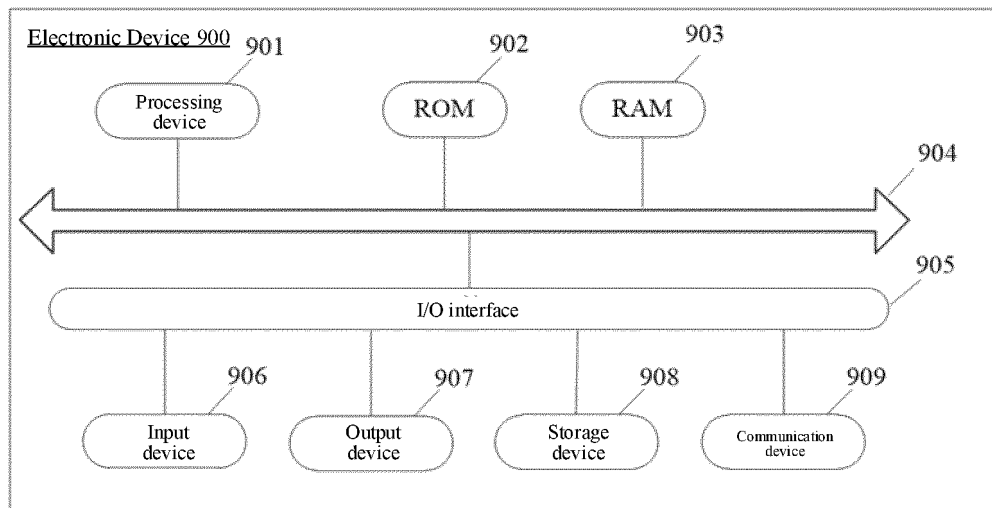 Electronic Device 900
901
902
903
Processing
device
ROM
RAM
904
905
I/O interface
906
907
908
909
Input
device
Output
device
Storage
device
Communication
device